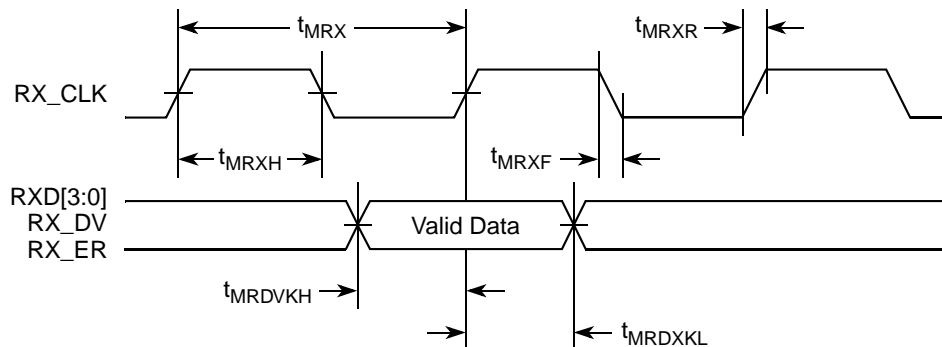 tMRX
tMRXR
RX_CLK
tMRXH
tMRXF
RXD[3:0]
RX_DV
RX_ER
Valid Data
tMRDVKH
tMRDXKL